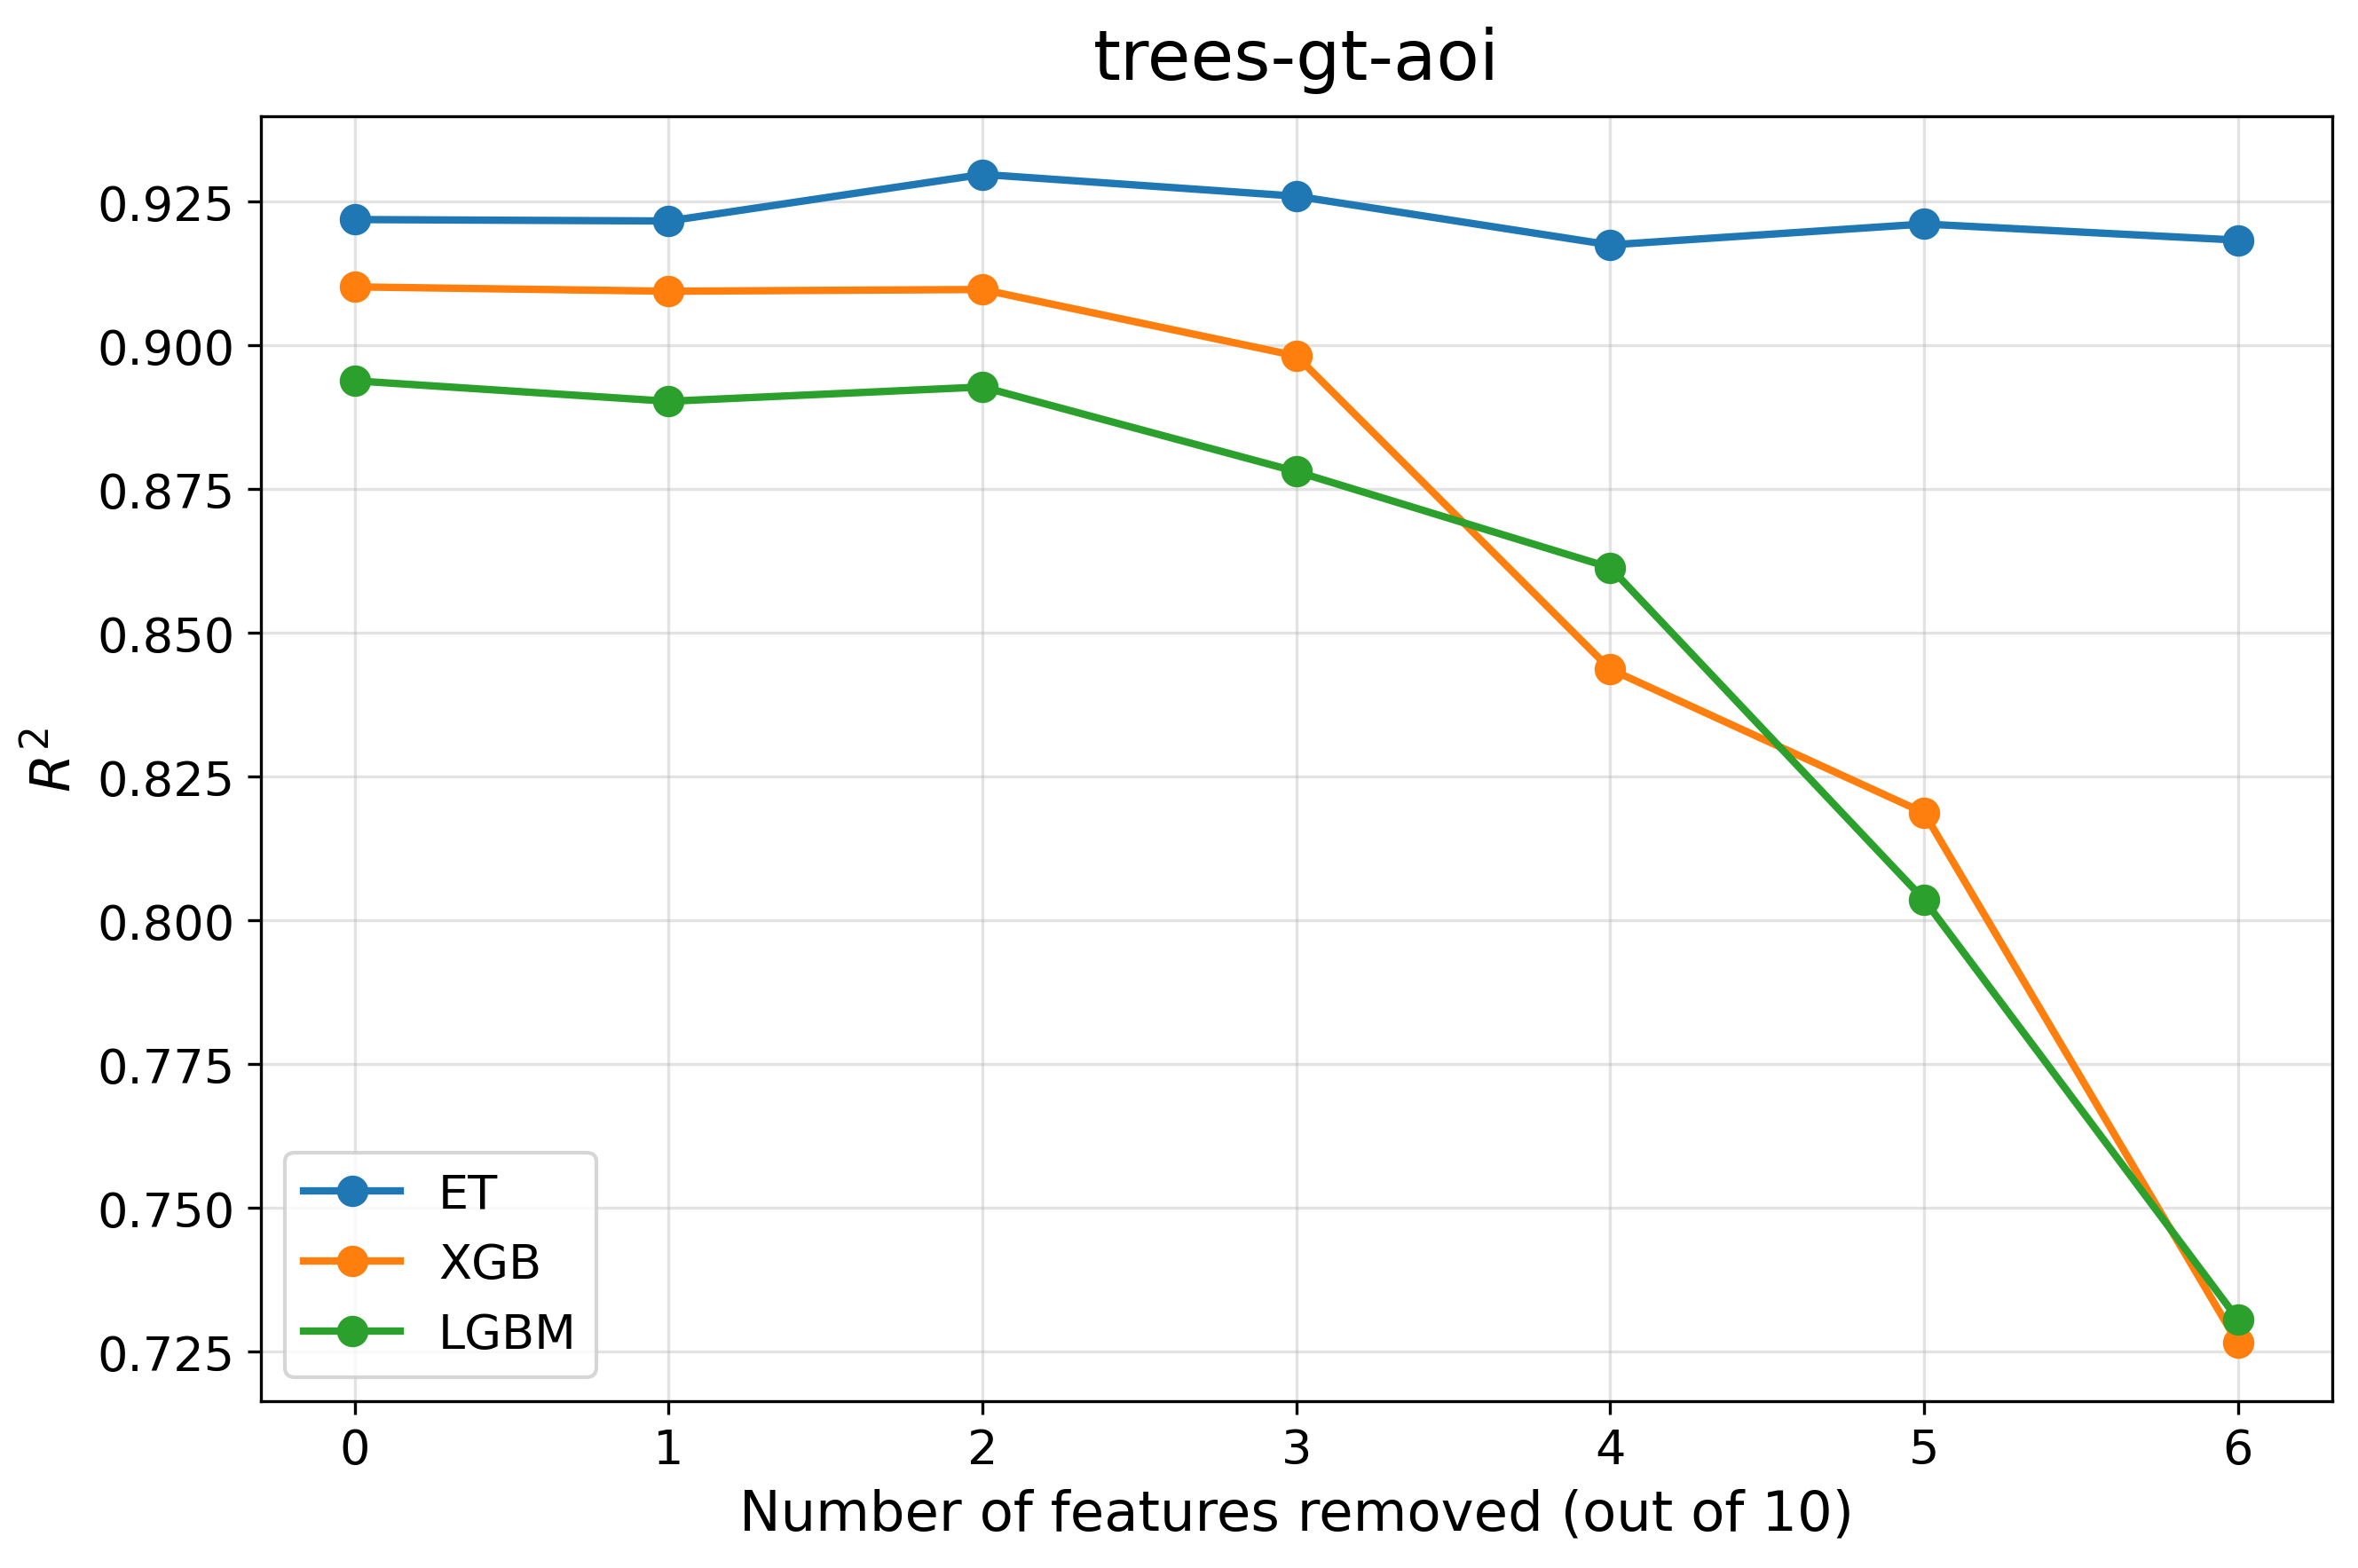 trees-gt-aoi
R²
0.925
0.900
0.875
0.850
0.825
0.800
0.775
0.750
0.725
ET
XGB
LGBM
0 1 2 3 4 5 6
Number of features removed (out of 10)